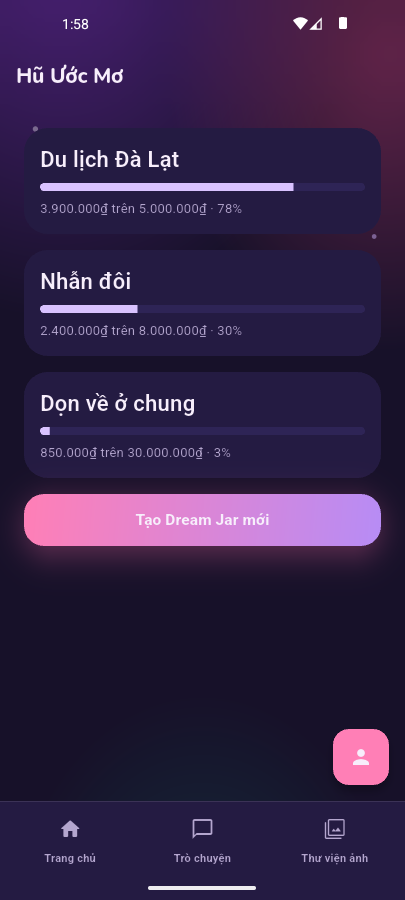 1:58
Hũ Ước Mơ
Du lịch Đà Lạt
3.900.000₫ trên 5.000.000₫ · 78%
Nhẫn đôi
2.400.000₫ trên 8.000.000₫ · 30%
Dọn về ở chung
850.000₫ trên 30.000.000₫ · 3%
Tạo Dream Jar mới
Trang chủ
Trò chuyện
Thư viện ảnh